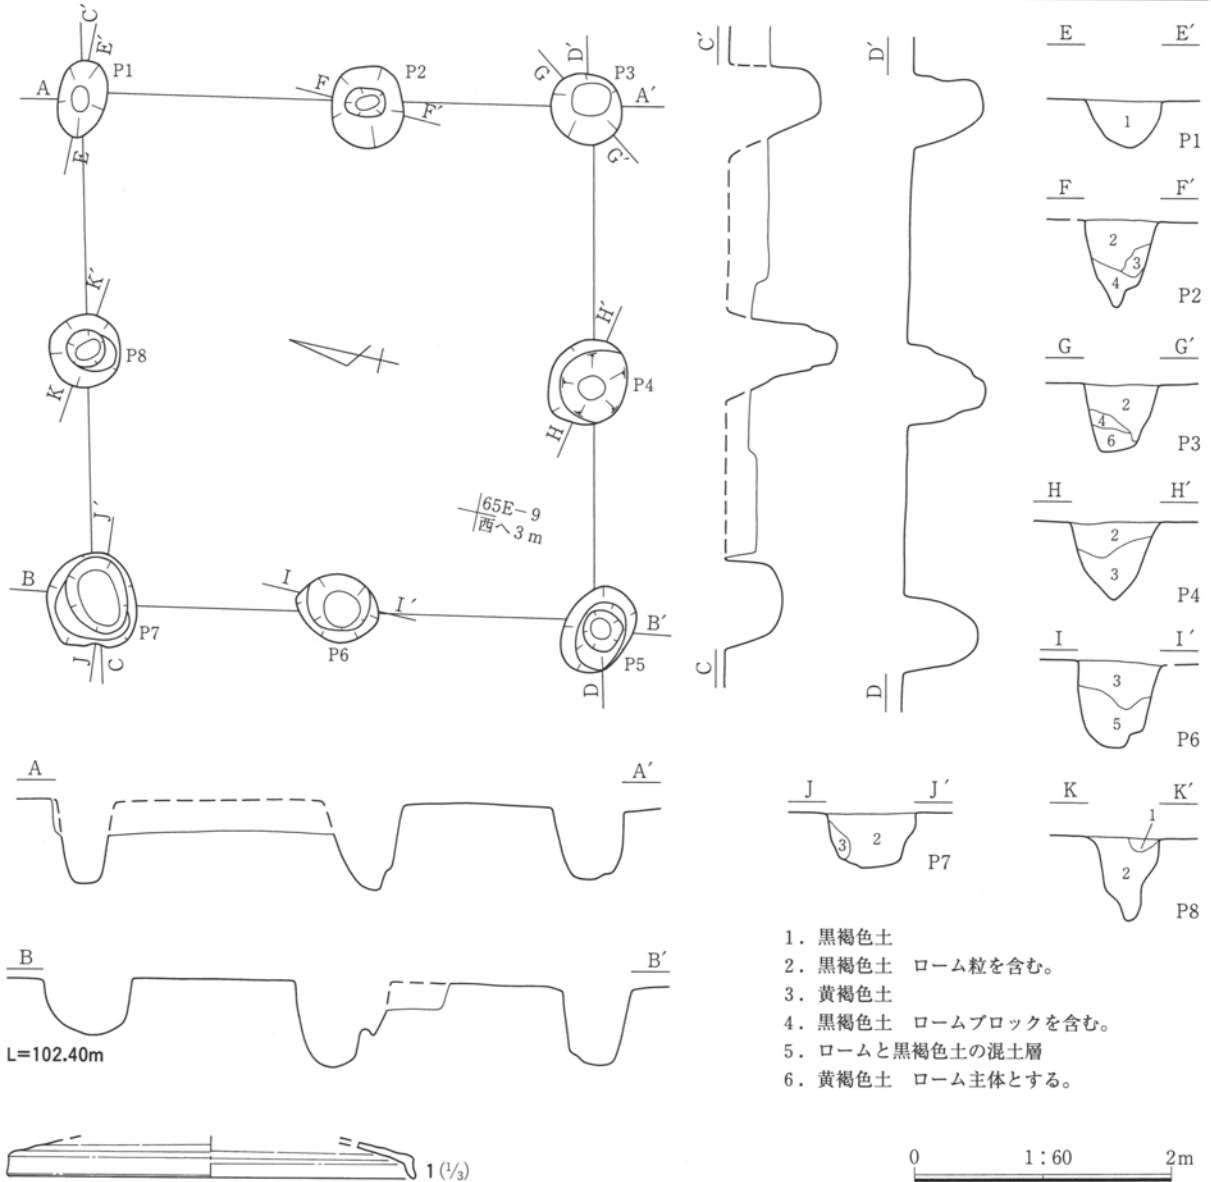 C′
E′
P1
A
E
F
P2
F′
G
D′
P3
A′
G′
K′
P8
K
H′
P4
H
65E−9
西へ3m
J′
B
P7
J
C
I
I′
P6
B′
P5
D
C′
C
D′
D
E E′
1
P1
F F′
2
3
4
P2
G G′
2
4
6
P3
H H′
2
3
P4
I I′
3
5
P6
J J′
3 2
P7
K K′
1
2
P8
A A′
B B′
L=102.40m
1. 黒褐色土
2. 黒褐色土 ローム粒を含む。
3. 黄褐色土
4. 黒褐色土 ロームブロックを含む。
5. ロームと黒褐色土の混土層
6. 黄褐色土 ローム主体とする。
1(1/3)
0 1:60 2m